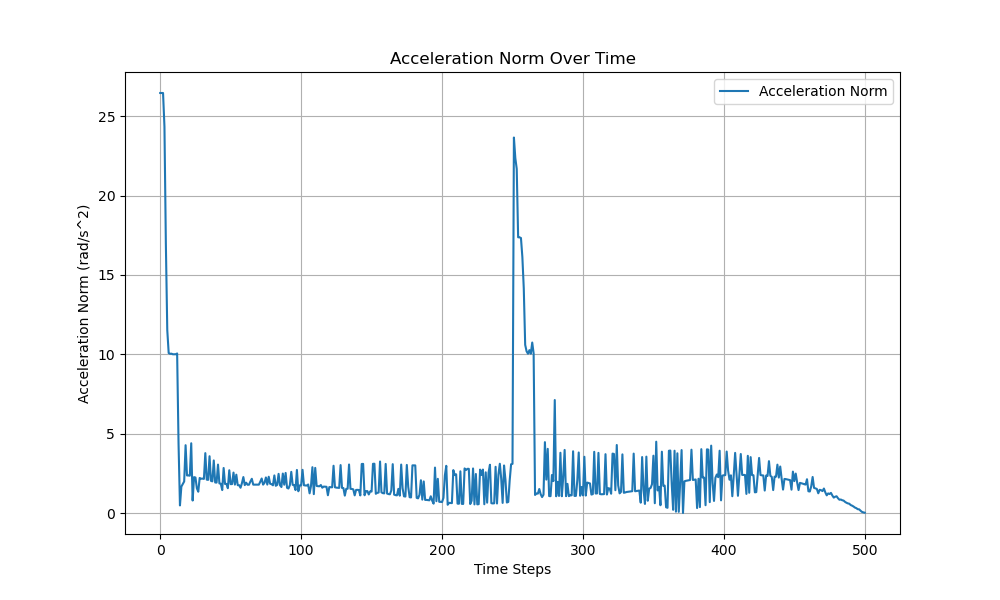 Acceleration Norm Over Time
Acceleration Norm
Acceleration Norm (rad/s^2)
25
20
15
10
5
0
0 100 200 300 400 500
Time Steps